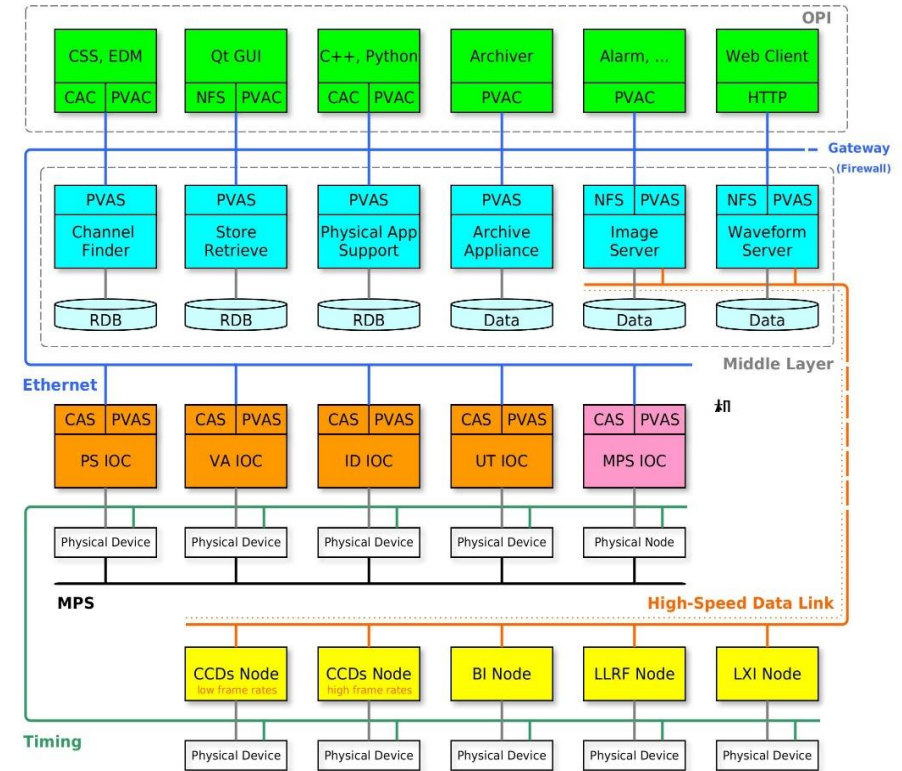 OPI
CSS, EDM
Qt GUI
C++, Python
Archiver
Alarm, ...
Web Client
CAC PVAC
NFS PVAC
CAC PVAC
PVAC
PVAC
HTTP
Gateway
(Firewall)
PVAS
PVAS
PVAS
PVAS
NFS PVAS
NFS PVAS
Channel
Finder
Store
Retrieve
Physical App
Support
Archive
Appliance
Image
Server
Waveform
Server
RDB
RDB
RDB
Data
Data
Data
Middle Layer
Ethernet
CAS PVAS
CAS PVAS
CAS PVAS
CAS PVAS
CAS PVAS
PS IOC
VA IOC
ID IOC
UT IOC
MPS IOC
Physical Device
Physical Device
Physical Device
Physical Device
Physical Node
MPS
High-Speed Data Link
CCDs Node
low frame rates
CCDs Node
high frame rates
BI Node
LLRF Node
LXI Node
Timing
Physical Device
Physical Device
Physical Device
Physical Device
Physical Device